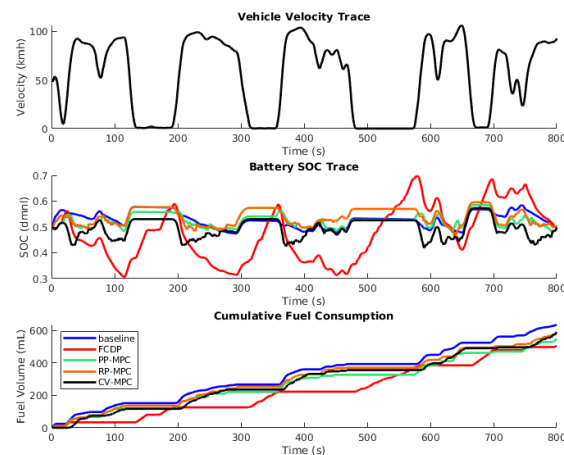 Vehicle Velocity Trace
Velocity (kmh)
100
50
0
0 100 200 300 400 500 600 700 800
Time (s)
Battery SOC Trace
SOC (dmnl)
0.7
0.6
0.5
0.4
0.3
0 100 200 300 400 500 600 700 800
Time (s)
Cumulative Fuel Consumption
Fuel Volume (mL)
600
400
200
0
baseline
FCDP
PP-MPC
RP-MPC
CV-MPC
0 100 200 300 400 500 600 700 800
Time (s)